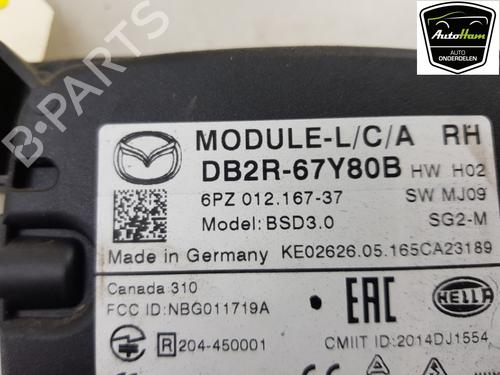 AutoHam
AUTO
ONDERDELEN
B-PARTS
MODULE-L/C/A RH
DB2R-67Y80B HW H02
6PZ 012.167-37 SW MJ09
Model: BSD3.0 SG2-M
Made in Germany KE02626.05.165CA23189
Canada 310
FCC ID:NBG011719A
EAC
HELLA
R 204-450001 CMIIT ID:2014DJ1554
CE